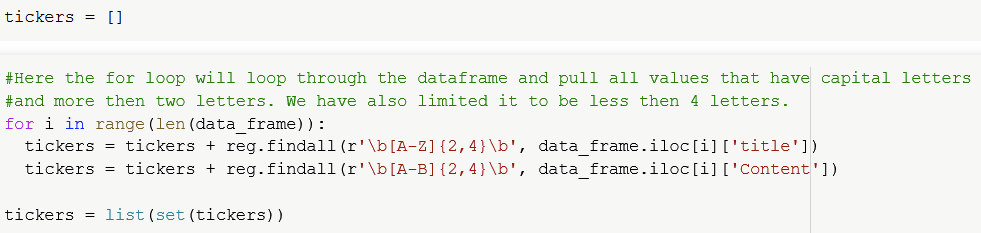 tickers = []
#Here the for loop will loop through the dataframe and pull all values that have capital letters
#and more then two letters. We have also limited it to be less then 4 letters.
for i in range(len(data_frame)):
  tickers = tickers + reg.findall(r'\b[A-Z]{2,4}\b', data_frame.iloc[i]['title'])
  tickers = tickers + reg.findall(r'\b[A-B]{2,4}\b', data_frame.iloc[i]['Content'])
tickers = list(set(tickers))